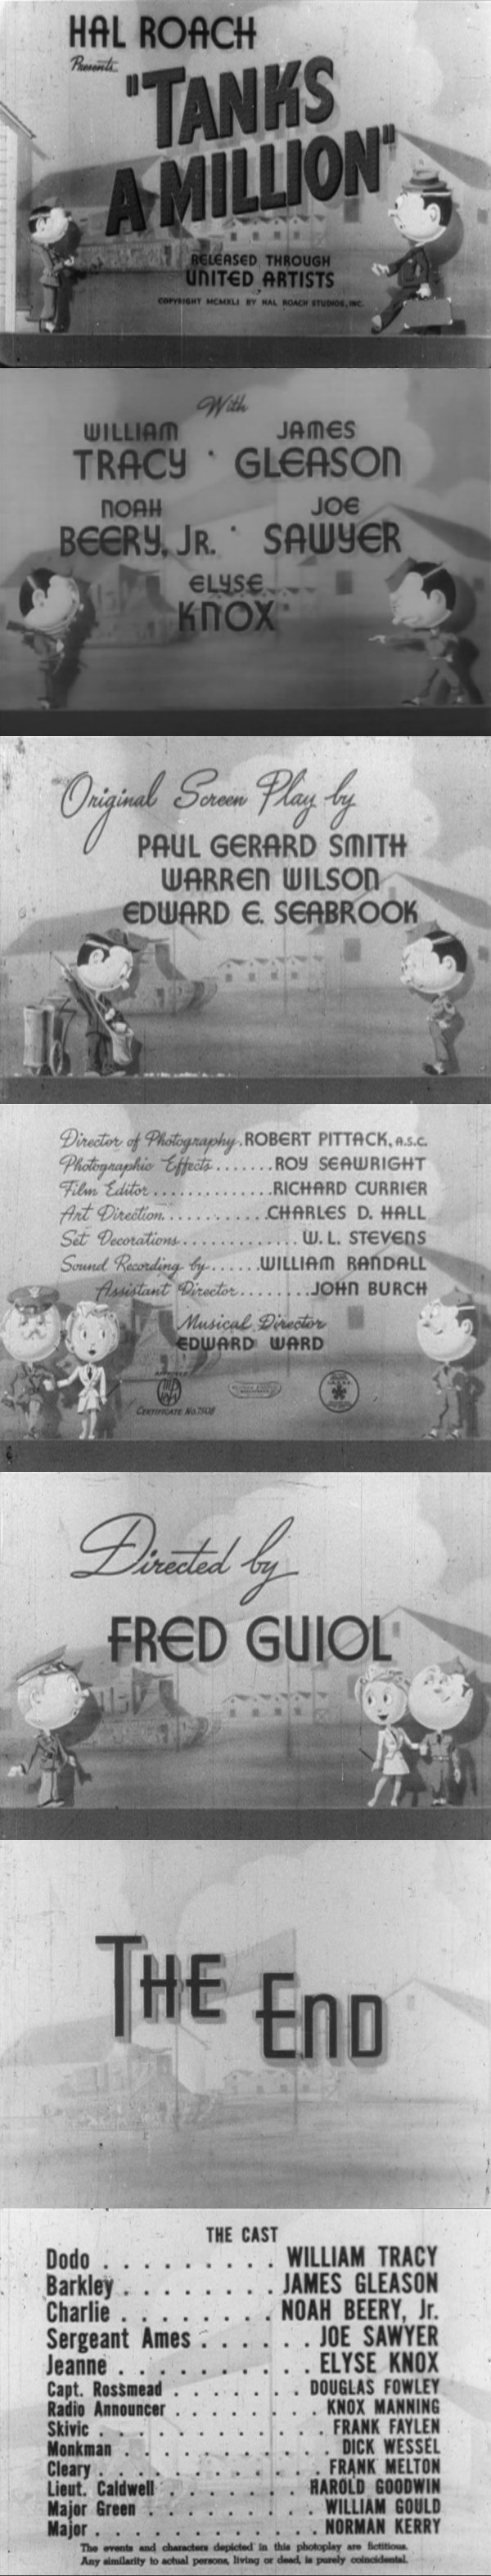 HAL ROACH
Presents
"TANKS
A MILLION"
RELEASED THROUGH
UNITED ARTISTS
COPYRIGHT MCMXLI BY HAL ROACH STUDIOS, INC.
With
WILLIAM TRACY · JAMES GLEASON
NOAH BEERY, JR. · JOE SAWYER
ELYSE KNOX
Original Screen Play by
PAUL GERARD SMITH
WARREN WILSON
EDWARD E. SEABROOK
Director of Photography . ROBERT PITTACK, A.S.C.
Photographic Effects ....... ROY SEAWRIGHT
Film Editor ............ RICHARD CURRIER
Art Direction ........... CHARLES D. HALL
Set Decorations ............. W. L. STEVENS
Sound Recording by ...... WILLIAM RANDALL
Assistant Director ........ JOHN BURCH
Musical Director
EDWARD WARD
APPROVED
CERTIFICATE No. 7508
Directed by
FRED GUIOL
THE END
THE CAST
Dodo . . . . . . . . . WILLIAM TRACY
Barkley . . . . . . . . JAMES GLEASON
Charlie . . . . . . . . NOAH BEERY, Jr.
Sergeant Ames . . . . . . JOE SAWYER
Jeanne . . . . . . . . . . ELYSE KNOX
Capt. Rossmead . . . . . . . DOUGLAS FOWLEY
Radio Announcer . . . . . . . . KNOX MANNING
Skivic . . . . . . . . . . . FRANK FAYLEN
Monkman . . . . . . . . . . DICK WESSEL
Cleary . . . . . . . . . . . FRANK MELTON
Lieut. Caldwell . . . . . . . HAROLD GOODWIN
Major Green . . . . . . . . . WILLIAM GOULD
Major . . . . . . . . . . . . NORMAN KERRY
The events and characters depicted in this photoplay are fictitious.
Any similarity to actual persons, living or dead, is purely coincidental.